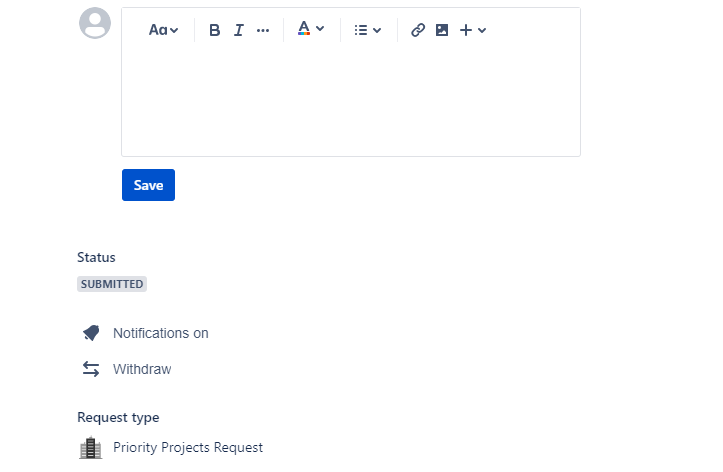 Aa B I ... A
Save
Status
SUBMITTED
Notifications on
Withdraw
Request type
Priority Projects Request